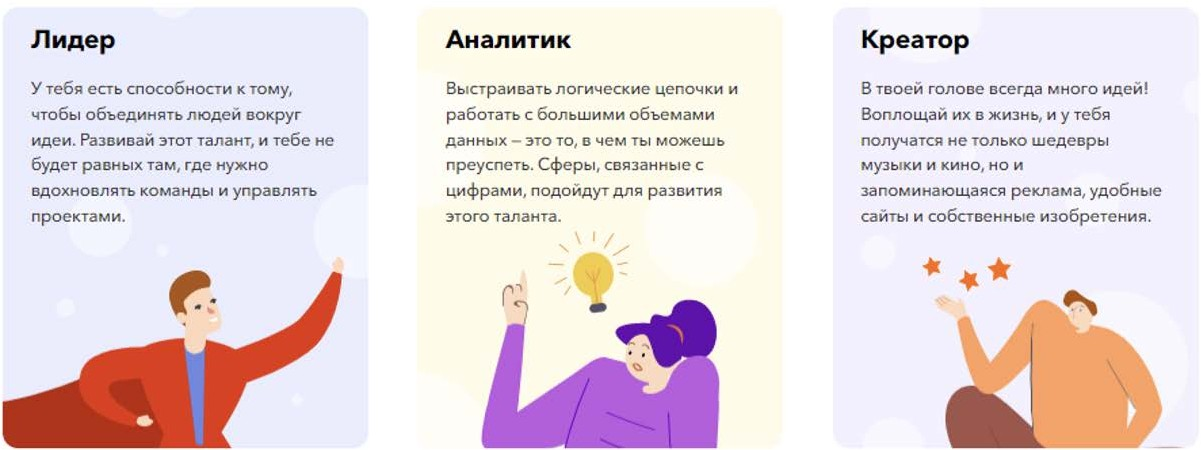 Лидер
У тебя есть способности к тому,
чтобы объединять людей вокруг
идеи. Развивай этот талант, и тебе не
будет равных там, где нужно
вдохновлять команды и управлять
проектами.
Аналитик
Выстраивать логические цепочки и
работать с большими объемами
данных – это то, в чем ты можешь
преуспеть. Сферы, связанные с
цифрами, подойдут для развития
этого таланта.
Креатор
В твоей голове всегда много идей!
Воплощай их в жизнь, и у тебя
получатся не только шедевры
музыки и кино, но и
запоминающаяся реклама, удобные
сайты и собственные изобретения.